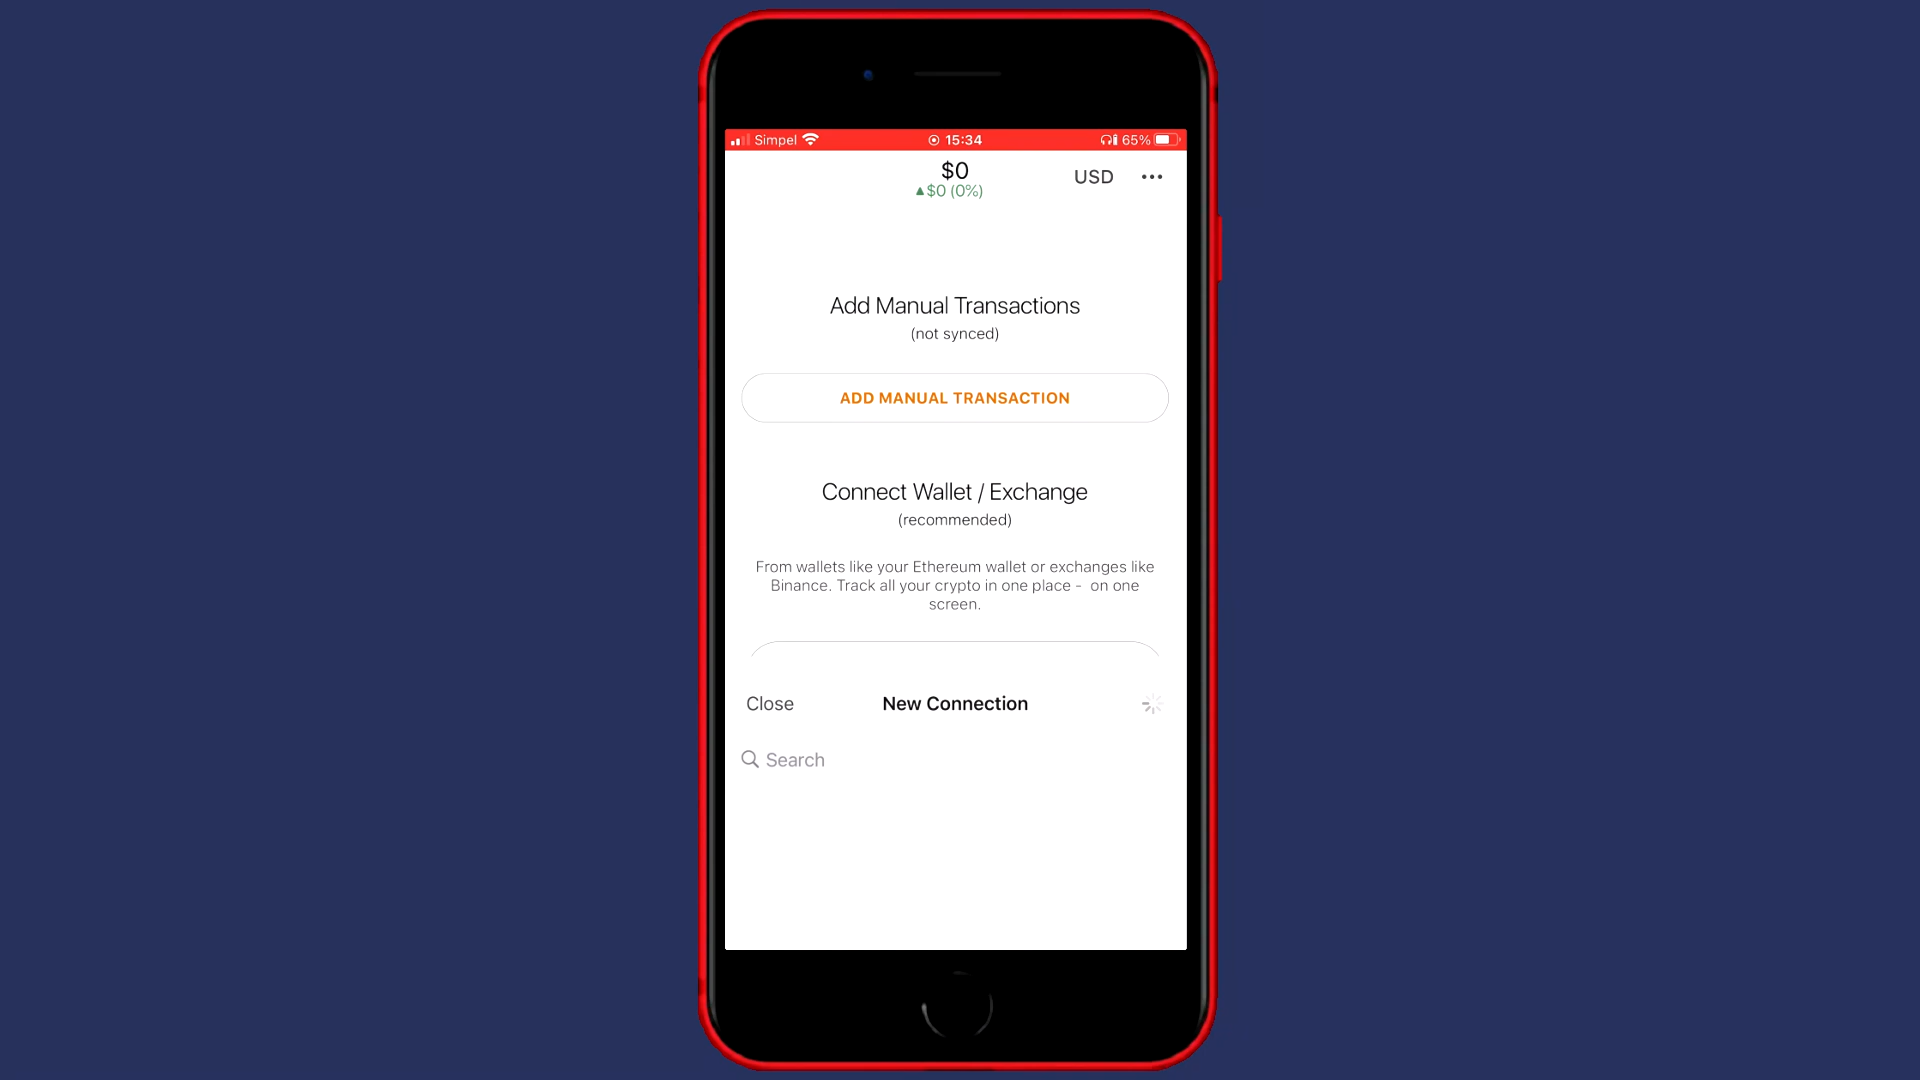 Simpel 15:34 65%
$0
▲$0 (0%)
USD
Add Manual Transactions
(not synced)
ADD MANUAL TRANSACTION
Connect Wallet / Exchange
(recommended)
From wallets like your Ethereum wallet or exchanges like
Binance. Track all your crypto in one place - on one
screen.
Close New Connection
Search